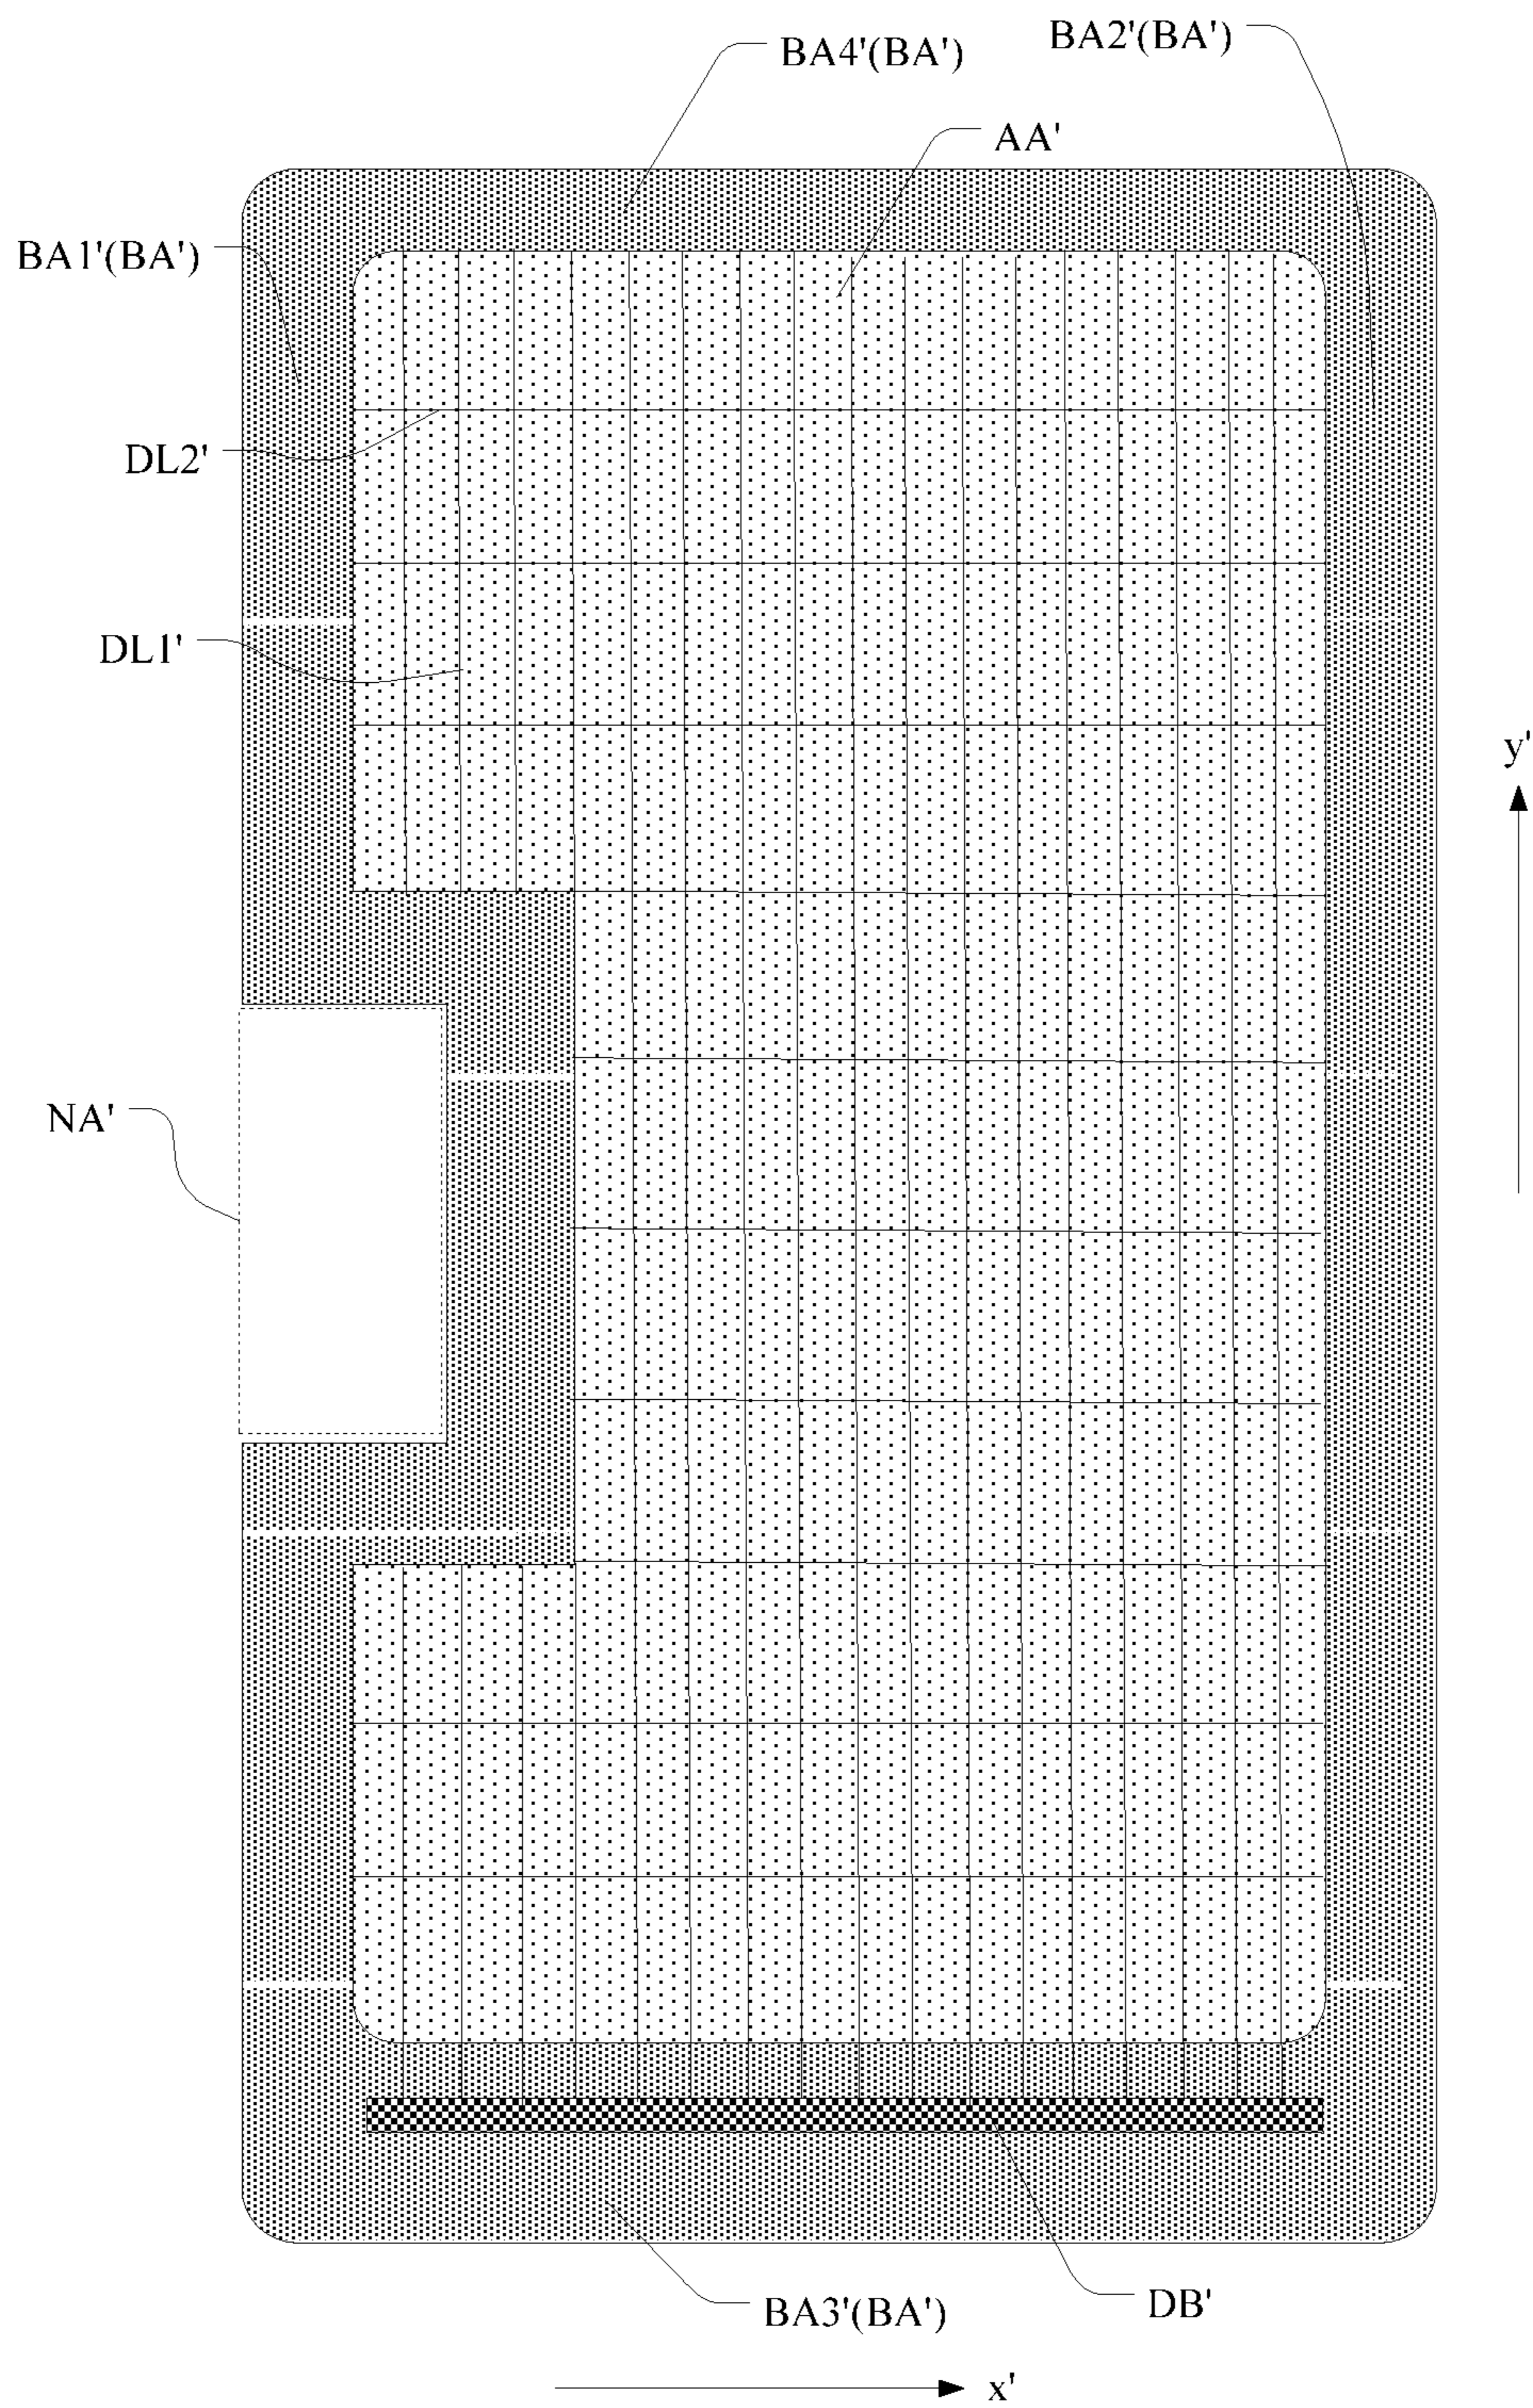 BA4'(BA')
BA2'(BA')
AA'
BA1'(BA')
DL2'
DL1'
y'
NA'
DB'
BA3'(BA')
x'